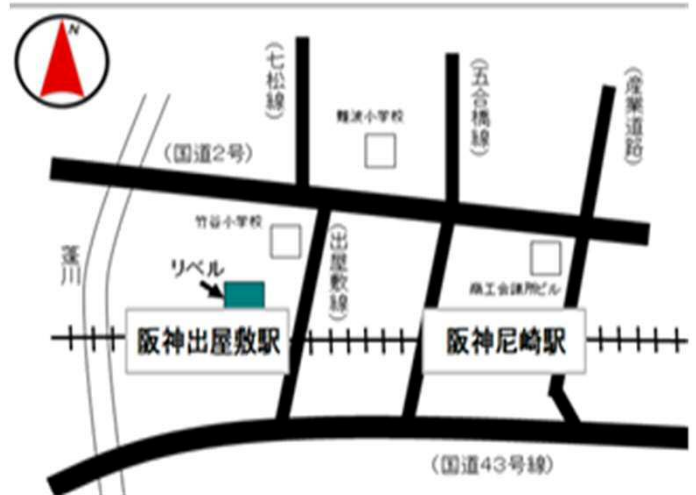 N
(七松線)
(五合橋線)
(産業道路)
難波小学校
(国道2号)
竹谷小学校
(出屋敷線)
蓬川
リベル
商工会議所ビル
阪神出屋敷駅
阪神尼崎駅
(国道43号線)